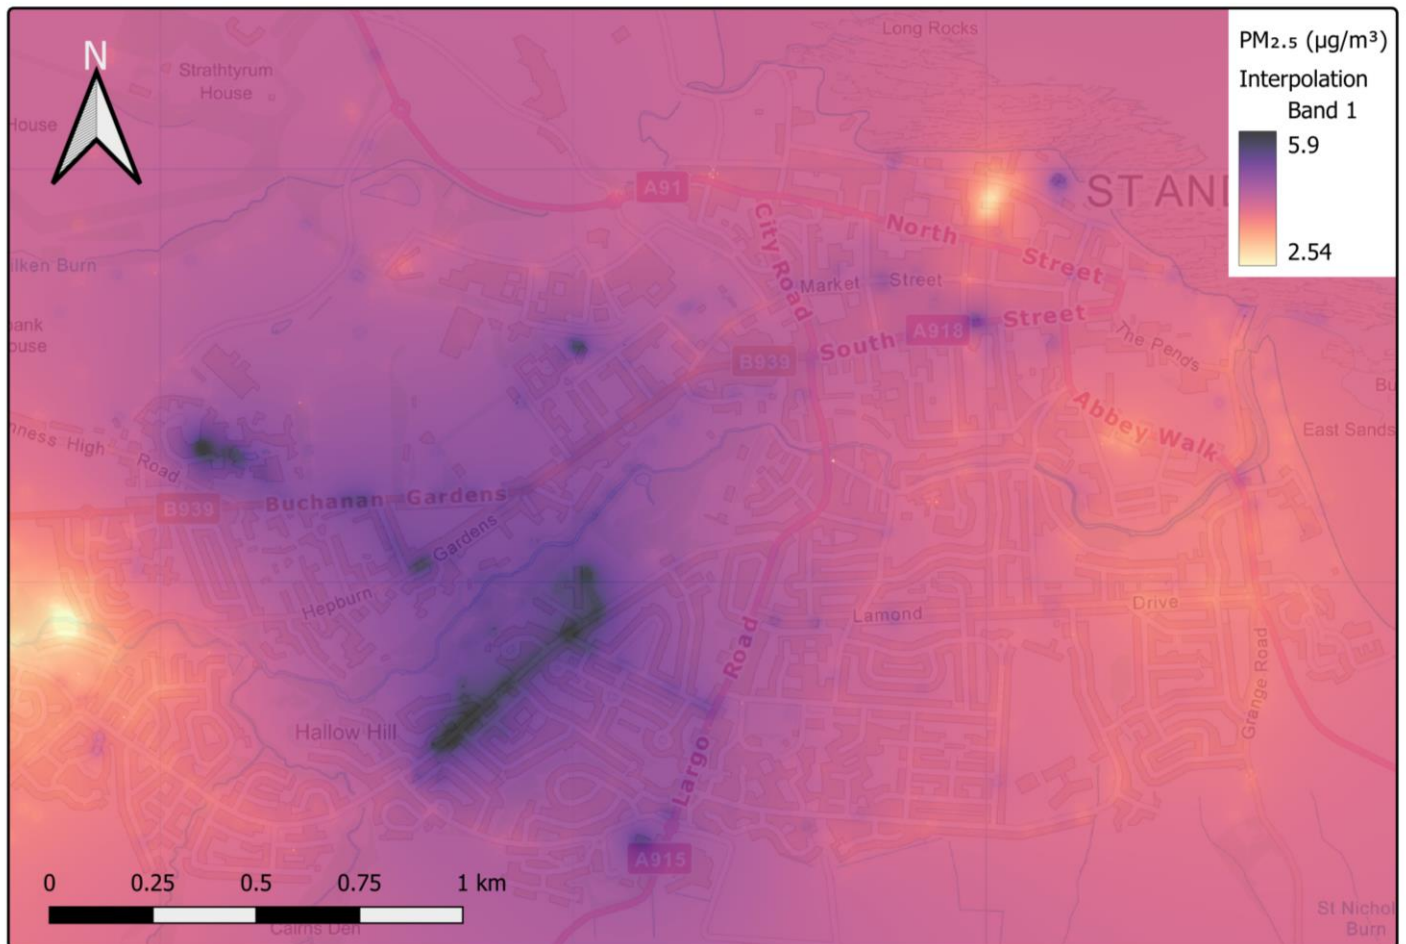 N
Long Rocks
Strathtyrum
House
House
PM₂.₅ (µg/m³)
Interpolation
Band 1
5.9
2.54
A91
ST AN
City Road
North Street
ilken Burn
Market Street
bank
ouse
A918
South Street
B939
The Pends
Bu
Abbey Walk
East Sands
nness High Road
Buchanan Gardens
B939
Hepburn Gardens
Lamond Drive
Largo Road
Grange Road
Hallow Hill
A915
0 0.25 0.5 0.75 1 km
Cairns Den
St Nichol
Burn